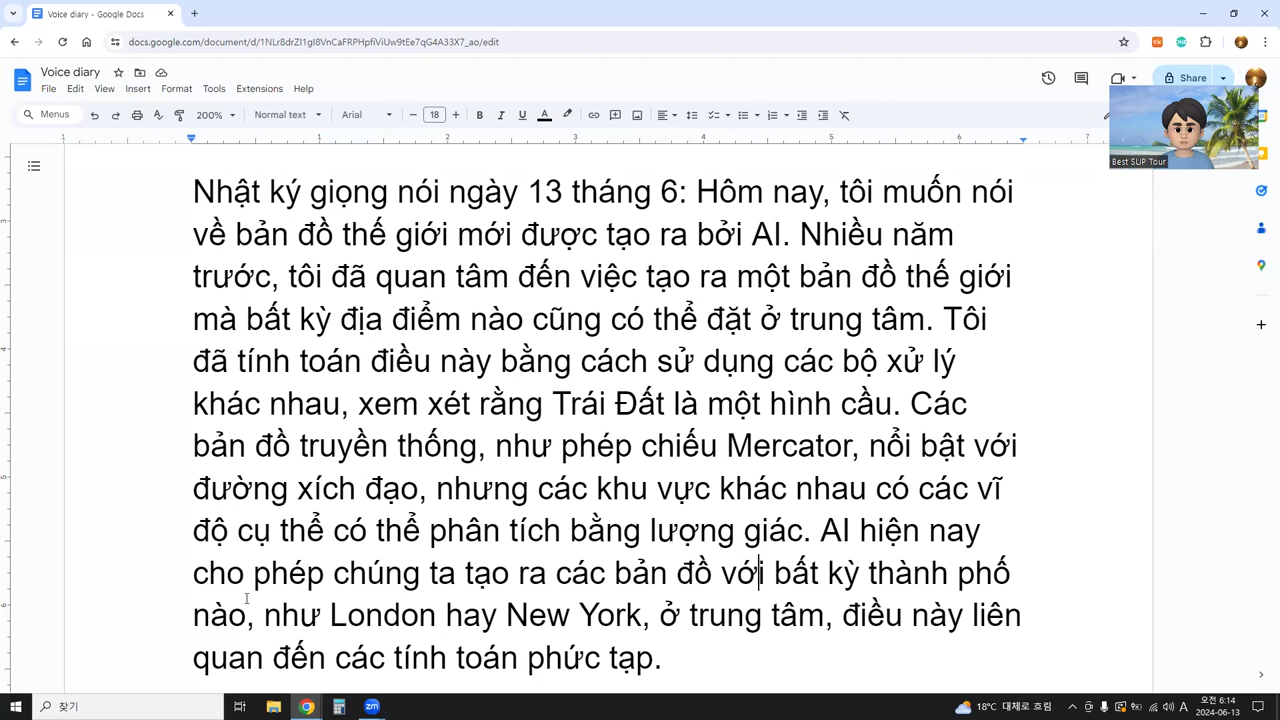 Voice diary - Google Docs
docs.google.com/document/d/1NLr8drZI1gI8VnCaFRPHpfiViUw9tEe7qG4A33X7_ao/edit
Voice diary
File Edit View Insert Format Tools Extensions Help
Share
Menus 200% Normal text Arial 18
1 1 2 3 4 5 6 7
Best SUP Tour
Nhật ký giọng nói ngày 13 tháng 6: Hôm nay, tôi muốn nói
về bản đồ thế giới mới được tạo ra bởi AI. Nhiều năm
trước, tôi đã quan tâm đến việc tạo ra một bản đồ thế giới
mà bất kỳ địa điểm nào cũng có thể đặt ở trung tâm. Tôi
đã tính toán điều này bằng cách sử dụng các bộ xử lý
khác nhau, xem xét rằng Trái Đất là một hình cầu. Các
bản đồ truyền thống, như phép chiếu Mercator, nổi bật với
đường xích đạo, nhưng các khu vực khác nhau có các vĩ
độ cụ thể có thể phân tích bằng lượng giác. AI hiện nay
cho phép chúng ta tạo ra các bản đồ với bất kỳ thành phố
nào, như London hay New York, ở trung tâm, điều này liên
quan đến các tính toán phức tạp.
찾기
18°C 대체로 흐림
A
오전 6:14
2024-06-13